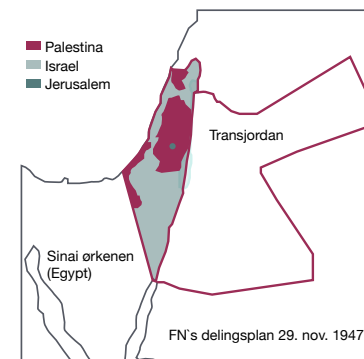 Palestina
Israel
Jerusalem
Transjordan
Sinai ørkenen
(Egypt)
FN`s delingsplan 29. nov. 1947